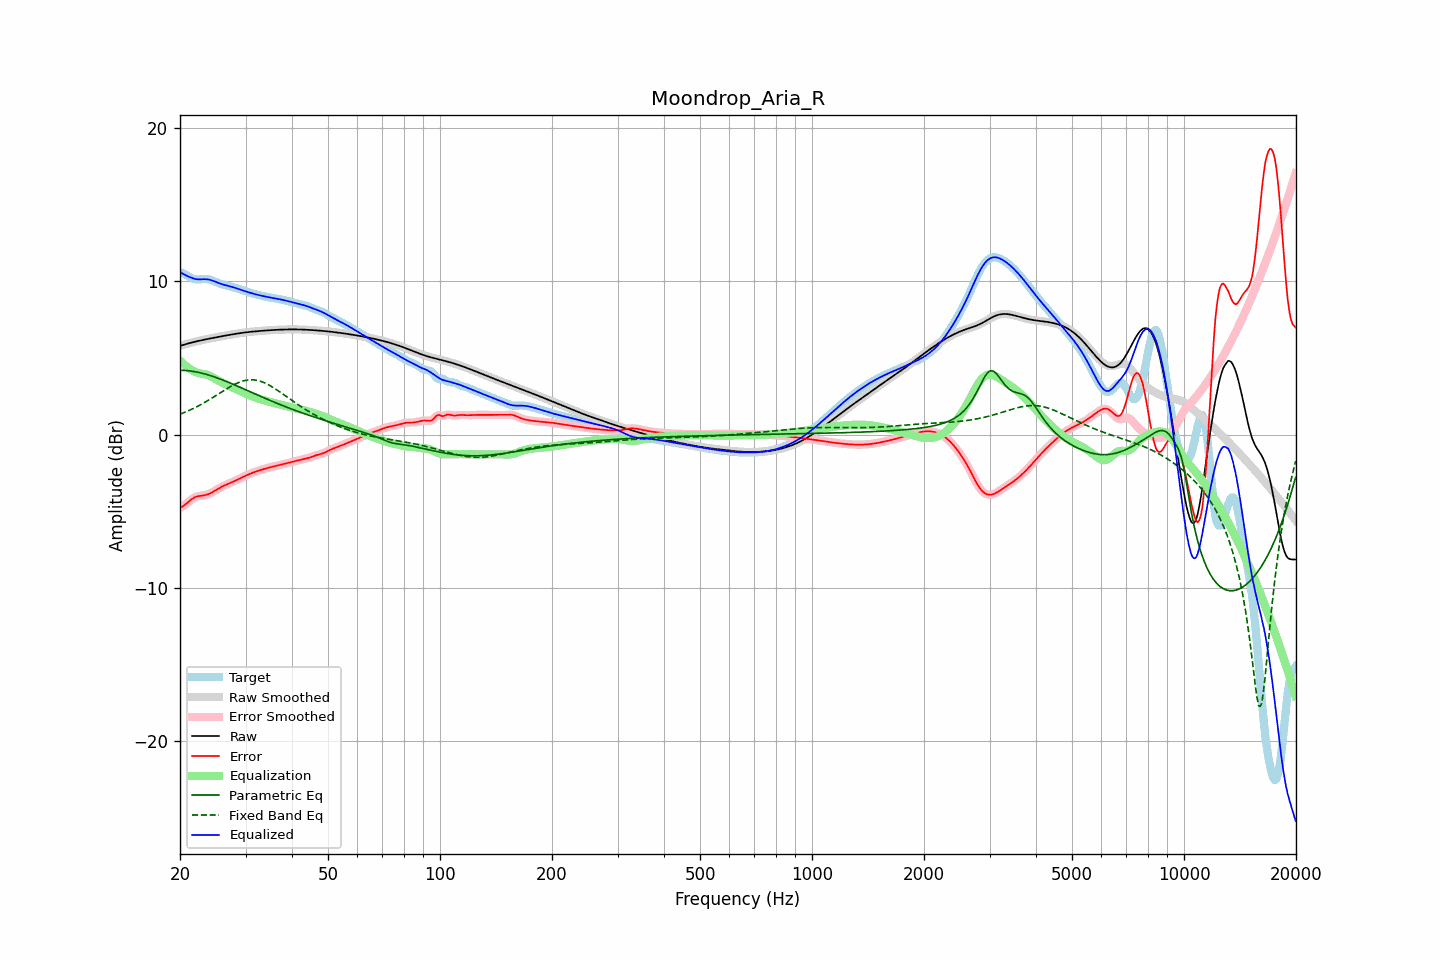 Moondrop_Aria_R
20
10
0
−10
−20
Amplitude (dBr)
Target
Raw Smoothed
Error Smoothed
Raw
Error
Equalization
Parametric Eq
Fixed Band Eq
Equalized
20 50 100 200 500 1000 2000 5000 10000 20000
Frequency (Hz)